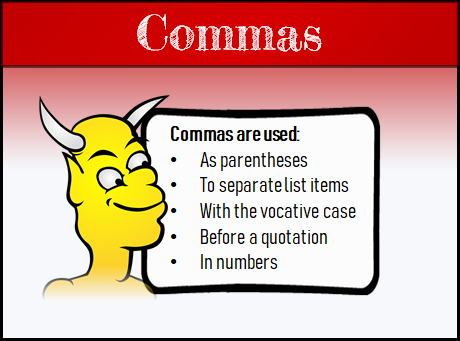 Commas
Commas are used:
• As parentheses
• To separate list items
• With the vocative case
• Before a quotation
• In numbers